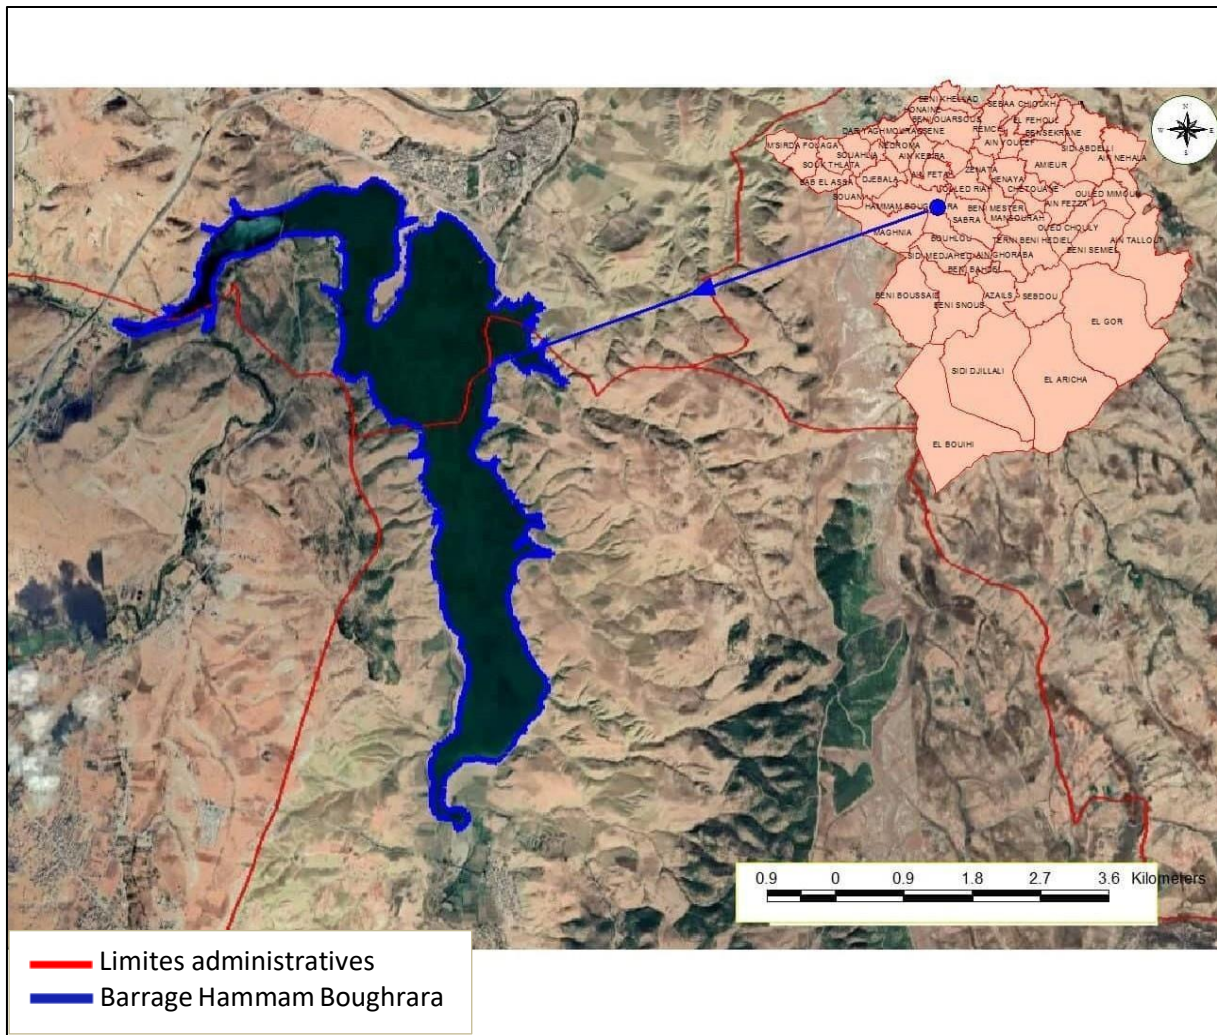 BENI KHELLAD
HONAINE
SEBAA CHIOUKH
BENI OUARSOUS
EL FEHOUL
DAR YAGHMOURACSENE
REMCHI
BENSEKRANE
M'SIRDA FOUAGA
NEDROMA
AIN YOUCEF
SIDI ABDELLI
SOUAHLIA
AIN KEBIRA
AIN NEHALA
SOUK THLATA
AMIEUR
ZENATA
BAB EL ASSA
DJEBALA
AIN FETAH
HENAYA
SOUANI
OULED RIAH
CHETOUANE
OULED MIMOUN
HAMMAM BOUGHRARA
BENI MESTER
AIN FEZZA
SABRA
MANSOURAH
MAGHNIA
OUED CHOULY
BOUHLOU
TERNI BENI HEDIEL
AIN TALLOUT
SIDI MEDJAHED
AIN GHORABA
BENI SEMIEL
BENI BAHDEL
BENI BOUSSAID
BENI SNOUS
AZAILS
SEBDOU
EL GOR
SIDI DJILLALI
EL ARICHA
EL BOUIHI
N
W
E
S
0.9 0 0.9 1.8 2.7 3.6 Kilometers
Limites administratives
Barrage Hammam Boughrara